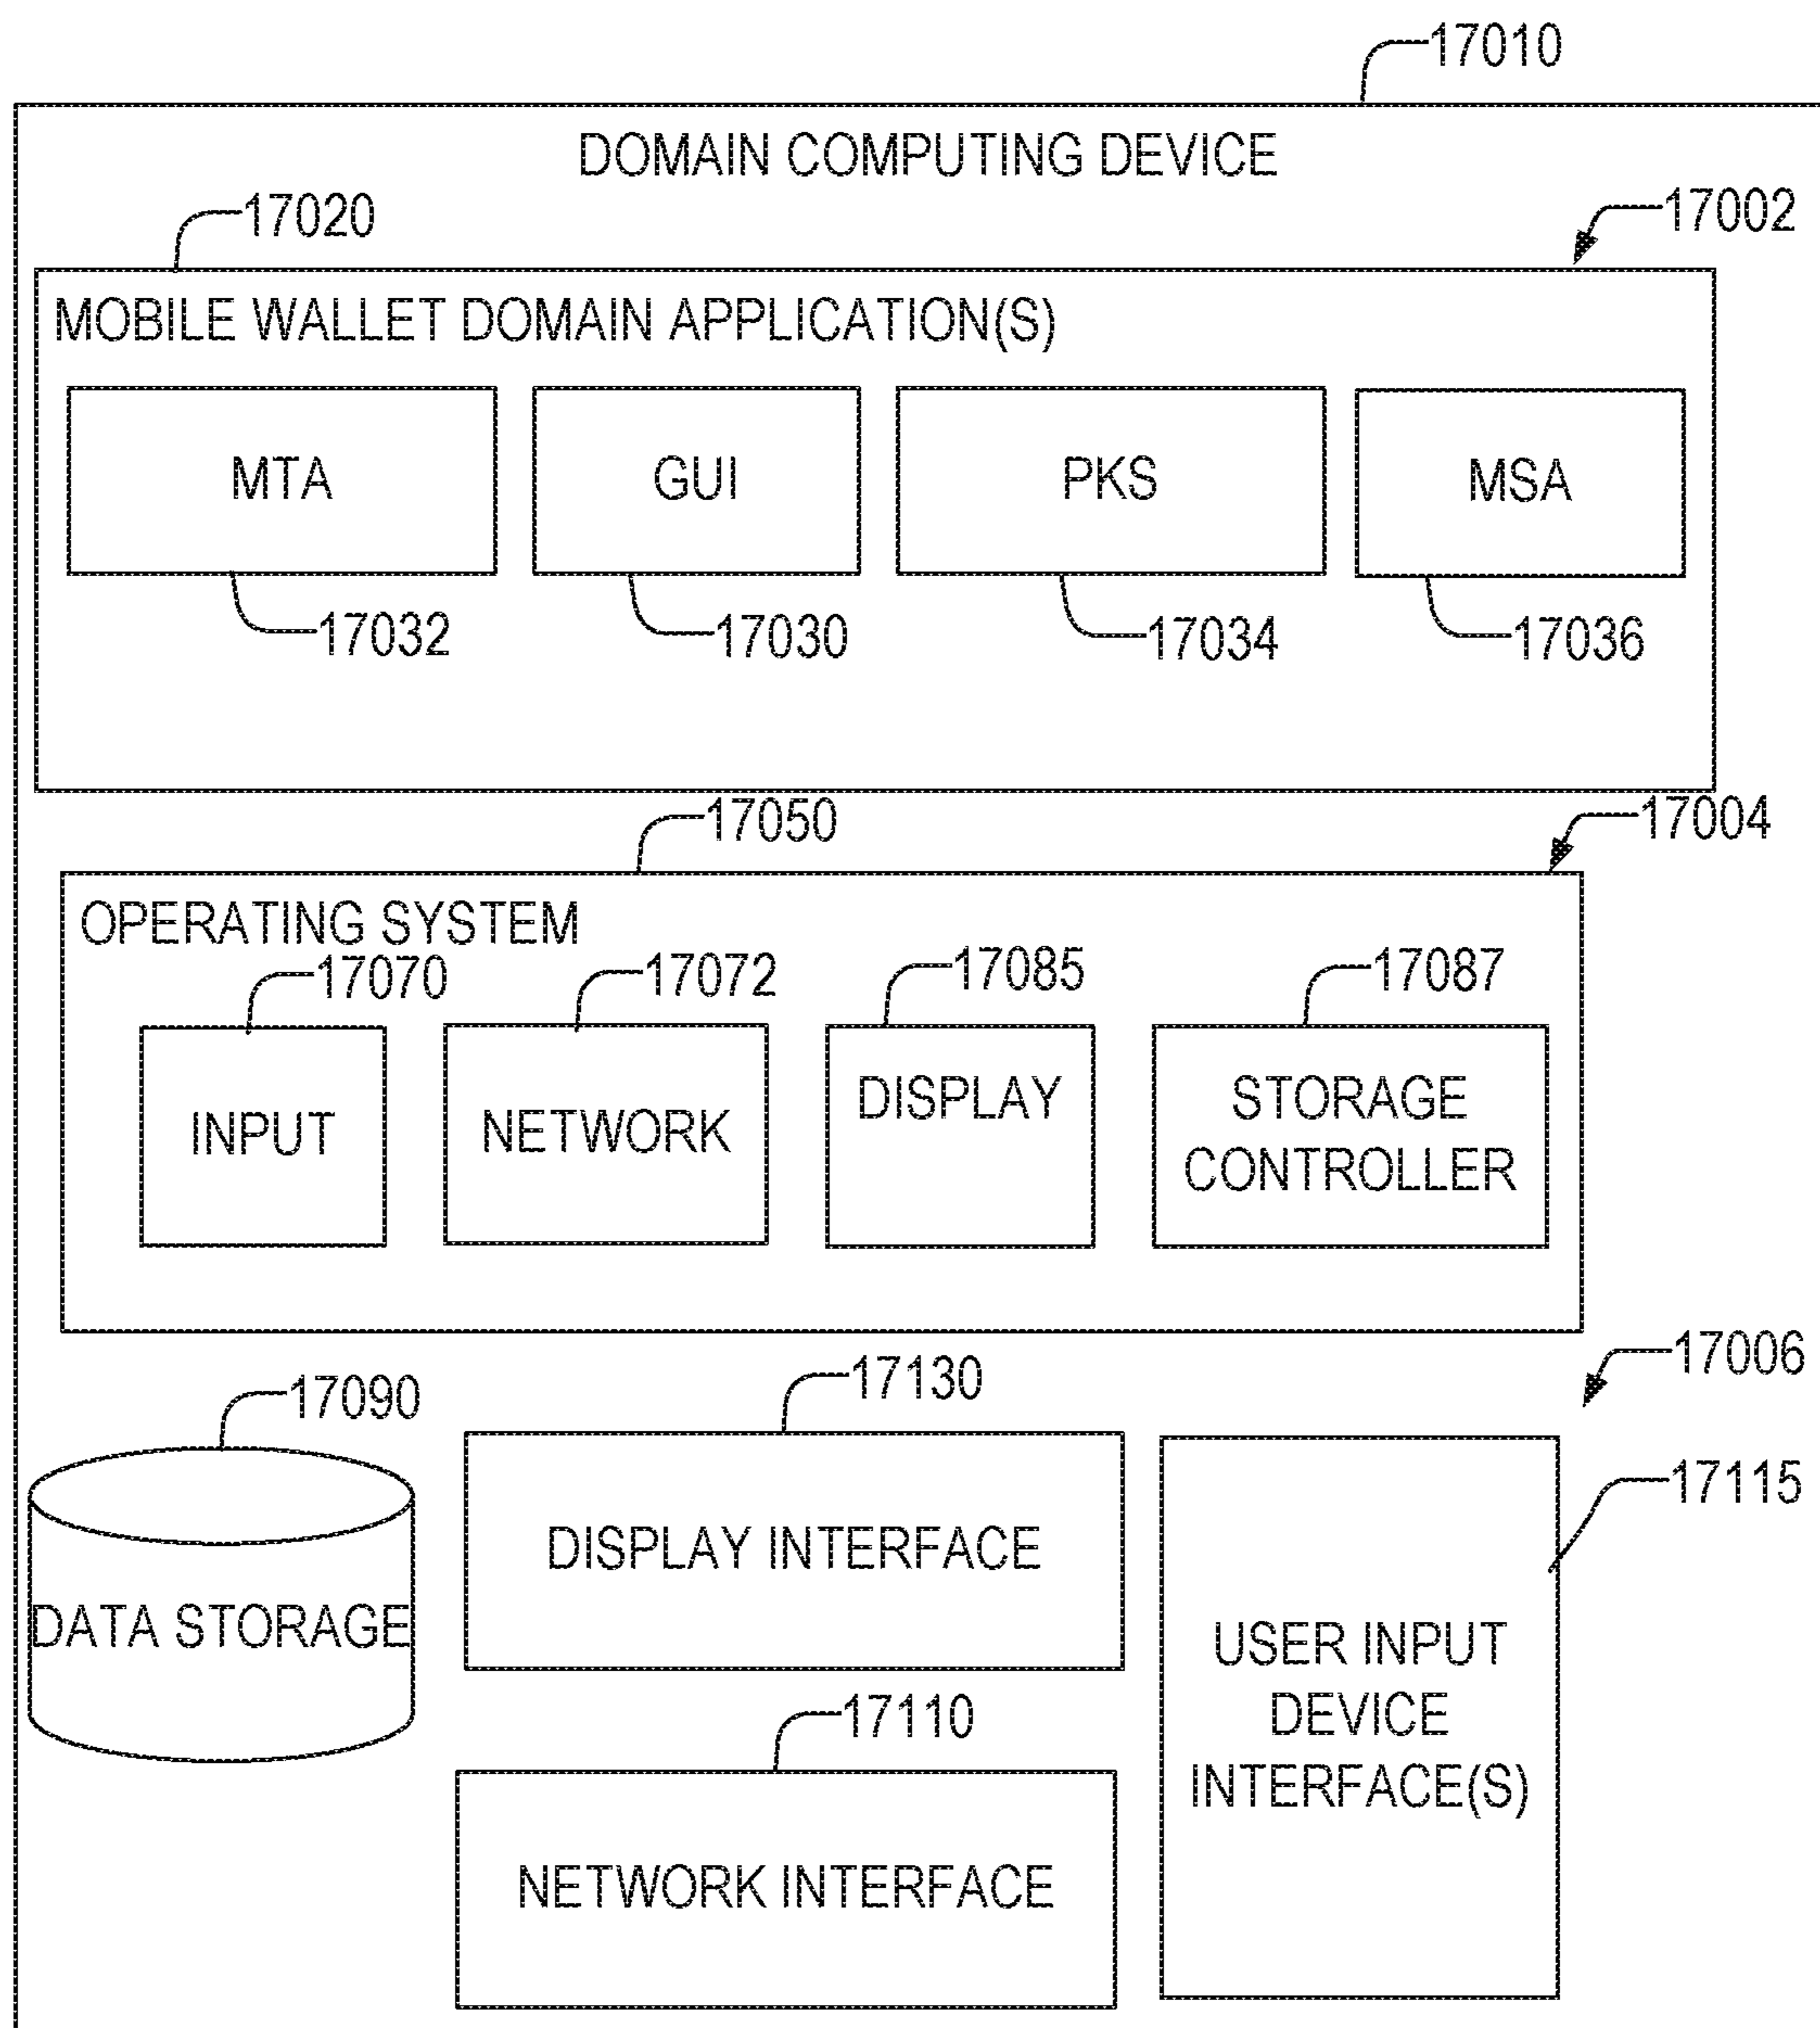 17010
DOMAIN COMPUTING DEVICE
17020
17002
MOBILE WALLET DOMAIN APPLICATION(S)
MTA
GUI
PKS
MSA
17032
17030
17034
17036
17050
17004
OPERATING SYSTEM
17070
17072
17085
17087
INPUT
NETWORK
DISPLAY
STORAGE
CONTROLLER
17006
17090
17130
17115
DATA STORAGE
DISPLAY INTERFACE
USER INPUT
DEVICE
INTERFACE(S)
17110
NETWORK INTERFACE